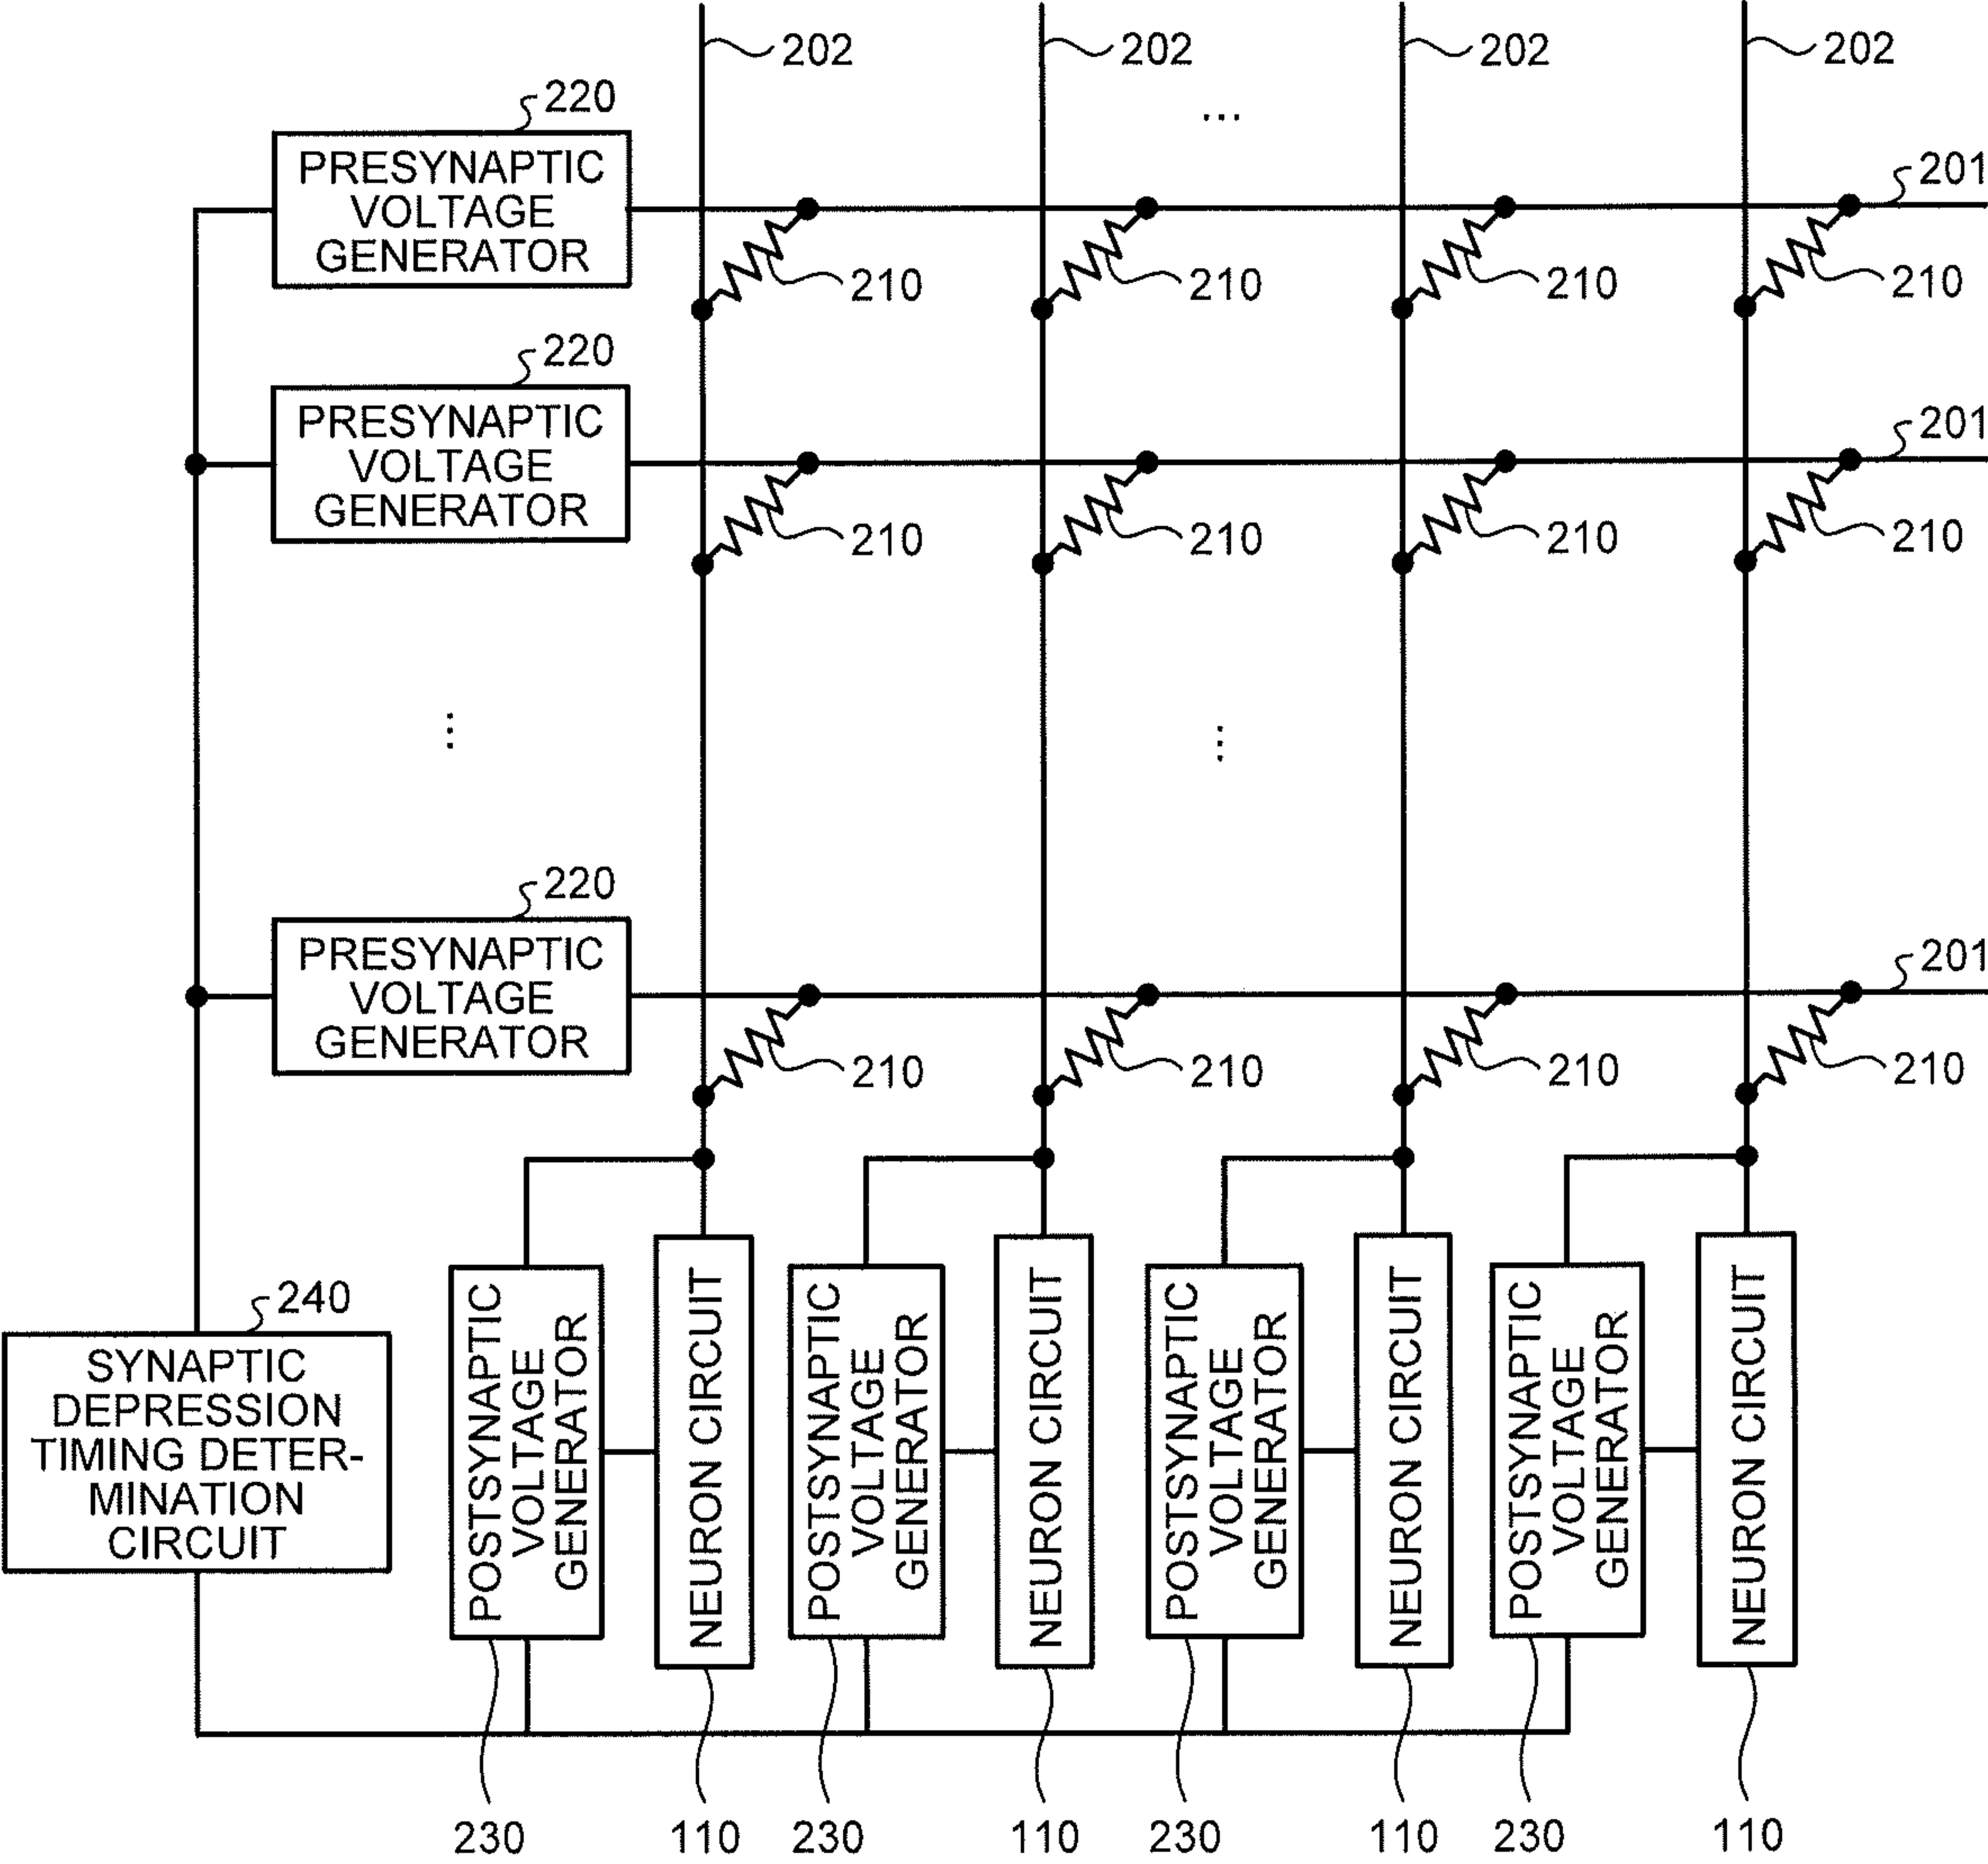 202 202 202 202
220
...
PRESYNAPTIC
VOLTAGE
GENERATOR
201
210 210 210 210
220
PRESYNAPTIC
VOLTAGE
GENERATOR
201
210 210 210 210
...
...
220
PRESYNAPTIC
VOLTAGE
GENERATOR
201
210 210 210 210
240
SYNAPTIC
DEPRESSION
TIMING DETER-
MINATION
CIRCUIT
POSTSYNAPTIC
VOLTAGE
GENERATOR
NEURON CIRCUIT
POSTSYNAPTIC
VOLTAGE
GENERATOR
NEURON CIRCUIT
POSTSYNAPTIC
VOLTAGE
GENERATOR
NEURON CIRCUIT
POSTSYNAPTIC
VOLTAGE
GENERATOR
NEURON CIRCUIT
230 110 230 110 230 110 230 110